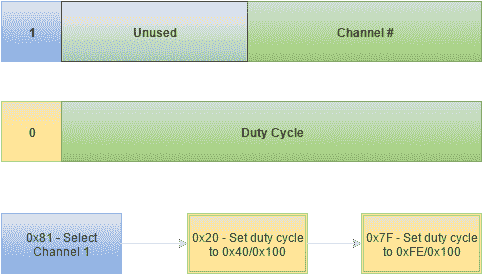 1 Unused Channel #
0 Duty Cycle
0x81 - Select
Channel 1
0x20 - Set duty cycle
to 0x40/0x100
0x7F - Set duty cycle
to 0xFE/0x100